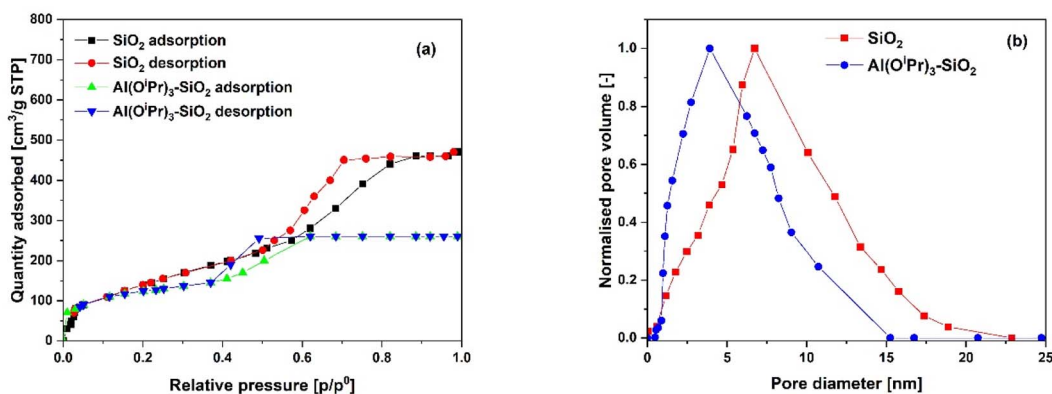 (a)
SiO₂ adsorption
SiO₂ desorption
Al(OⁱPr)₃-SiO₂ adsorption
Al(OⁱPr)₃-SiO₂ desorption
Quantity adsorbed [cm³/g STP]
800
700
600
500
400
300
200
100
0
0.0 0.2 0.4 0.6 0.8 1.0
Relative pressure [p/p⁰]
(b)
SiO₂
Al(OⁱPr)₃-SiO₂
Normalised pore volume [-]
1.0
0.8
0.6
0.4
0.2
0.0
0 5 10 15 20 25
Pore diameter [nm]